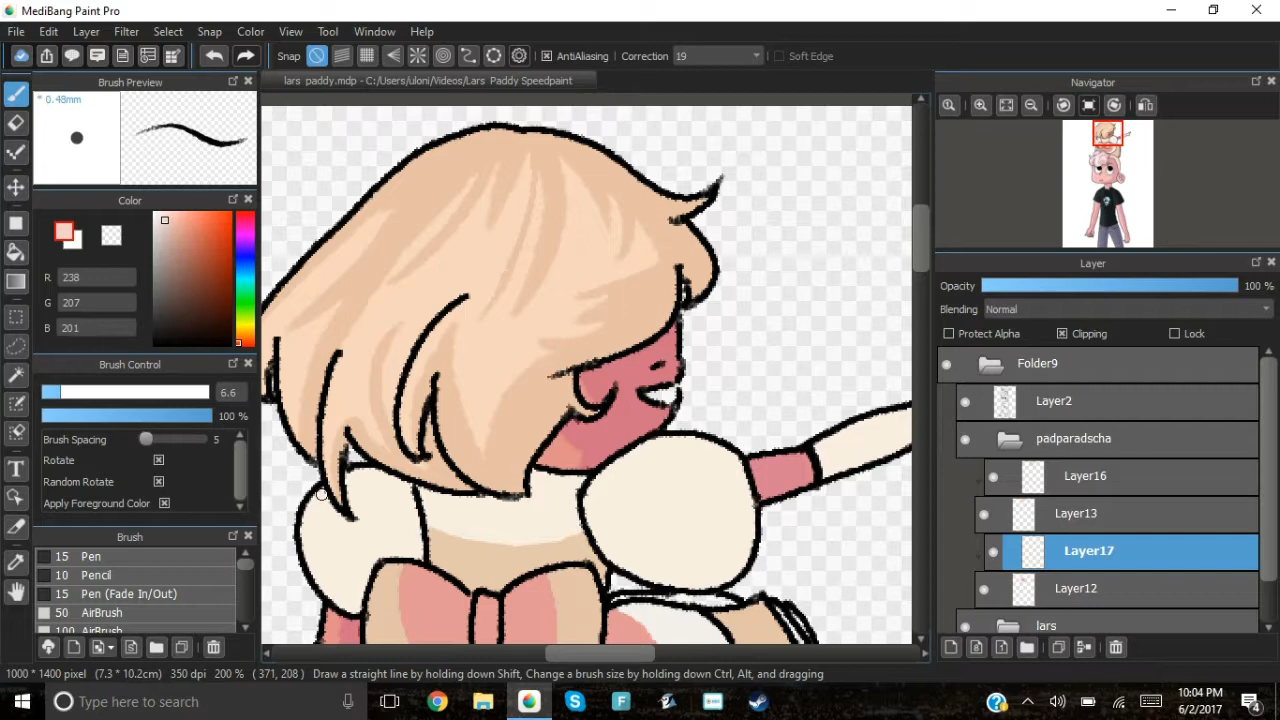 MediBang Paint Pro
File Edit Layer Filter Select Snap Color View Tool Window Help
Snap AntiAliasing Correction 19 Soft Edge
Brush Preview
lars paddy.mdp - C:/Users/uloni/Videos/Lars Paddy Speedpaint
Navigator
* 0.48mm
Color
R 238
G 207
B 201
Layer
Opacity 100 %
Blending Normal
Protect Alpha Clipping Lock
Brush Control
6.6
100 %
Brush Spacing 5
Rotate
Random Rotate
Apply Foreground Color
Folder9
Layer2
padparadscha
Layer16
Layer13
Layer17
Layer12
lars
Brush
15 Pen
10 Pencil
15 Pen (Fade In/Out)
50 AirBrush
100 AirBrush
1000 * 1400 pixel (7.3 * 10.2cm) 350 dpi 200 % ( 371, 208 ) Draw a straight line by holding down Shift, Change a brush size by holding down Ctrl, Alt, and dragging
Type here to search
10:04 PM
6/2/2017
4